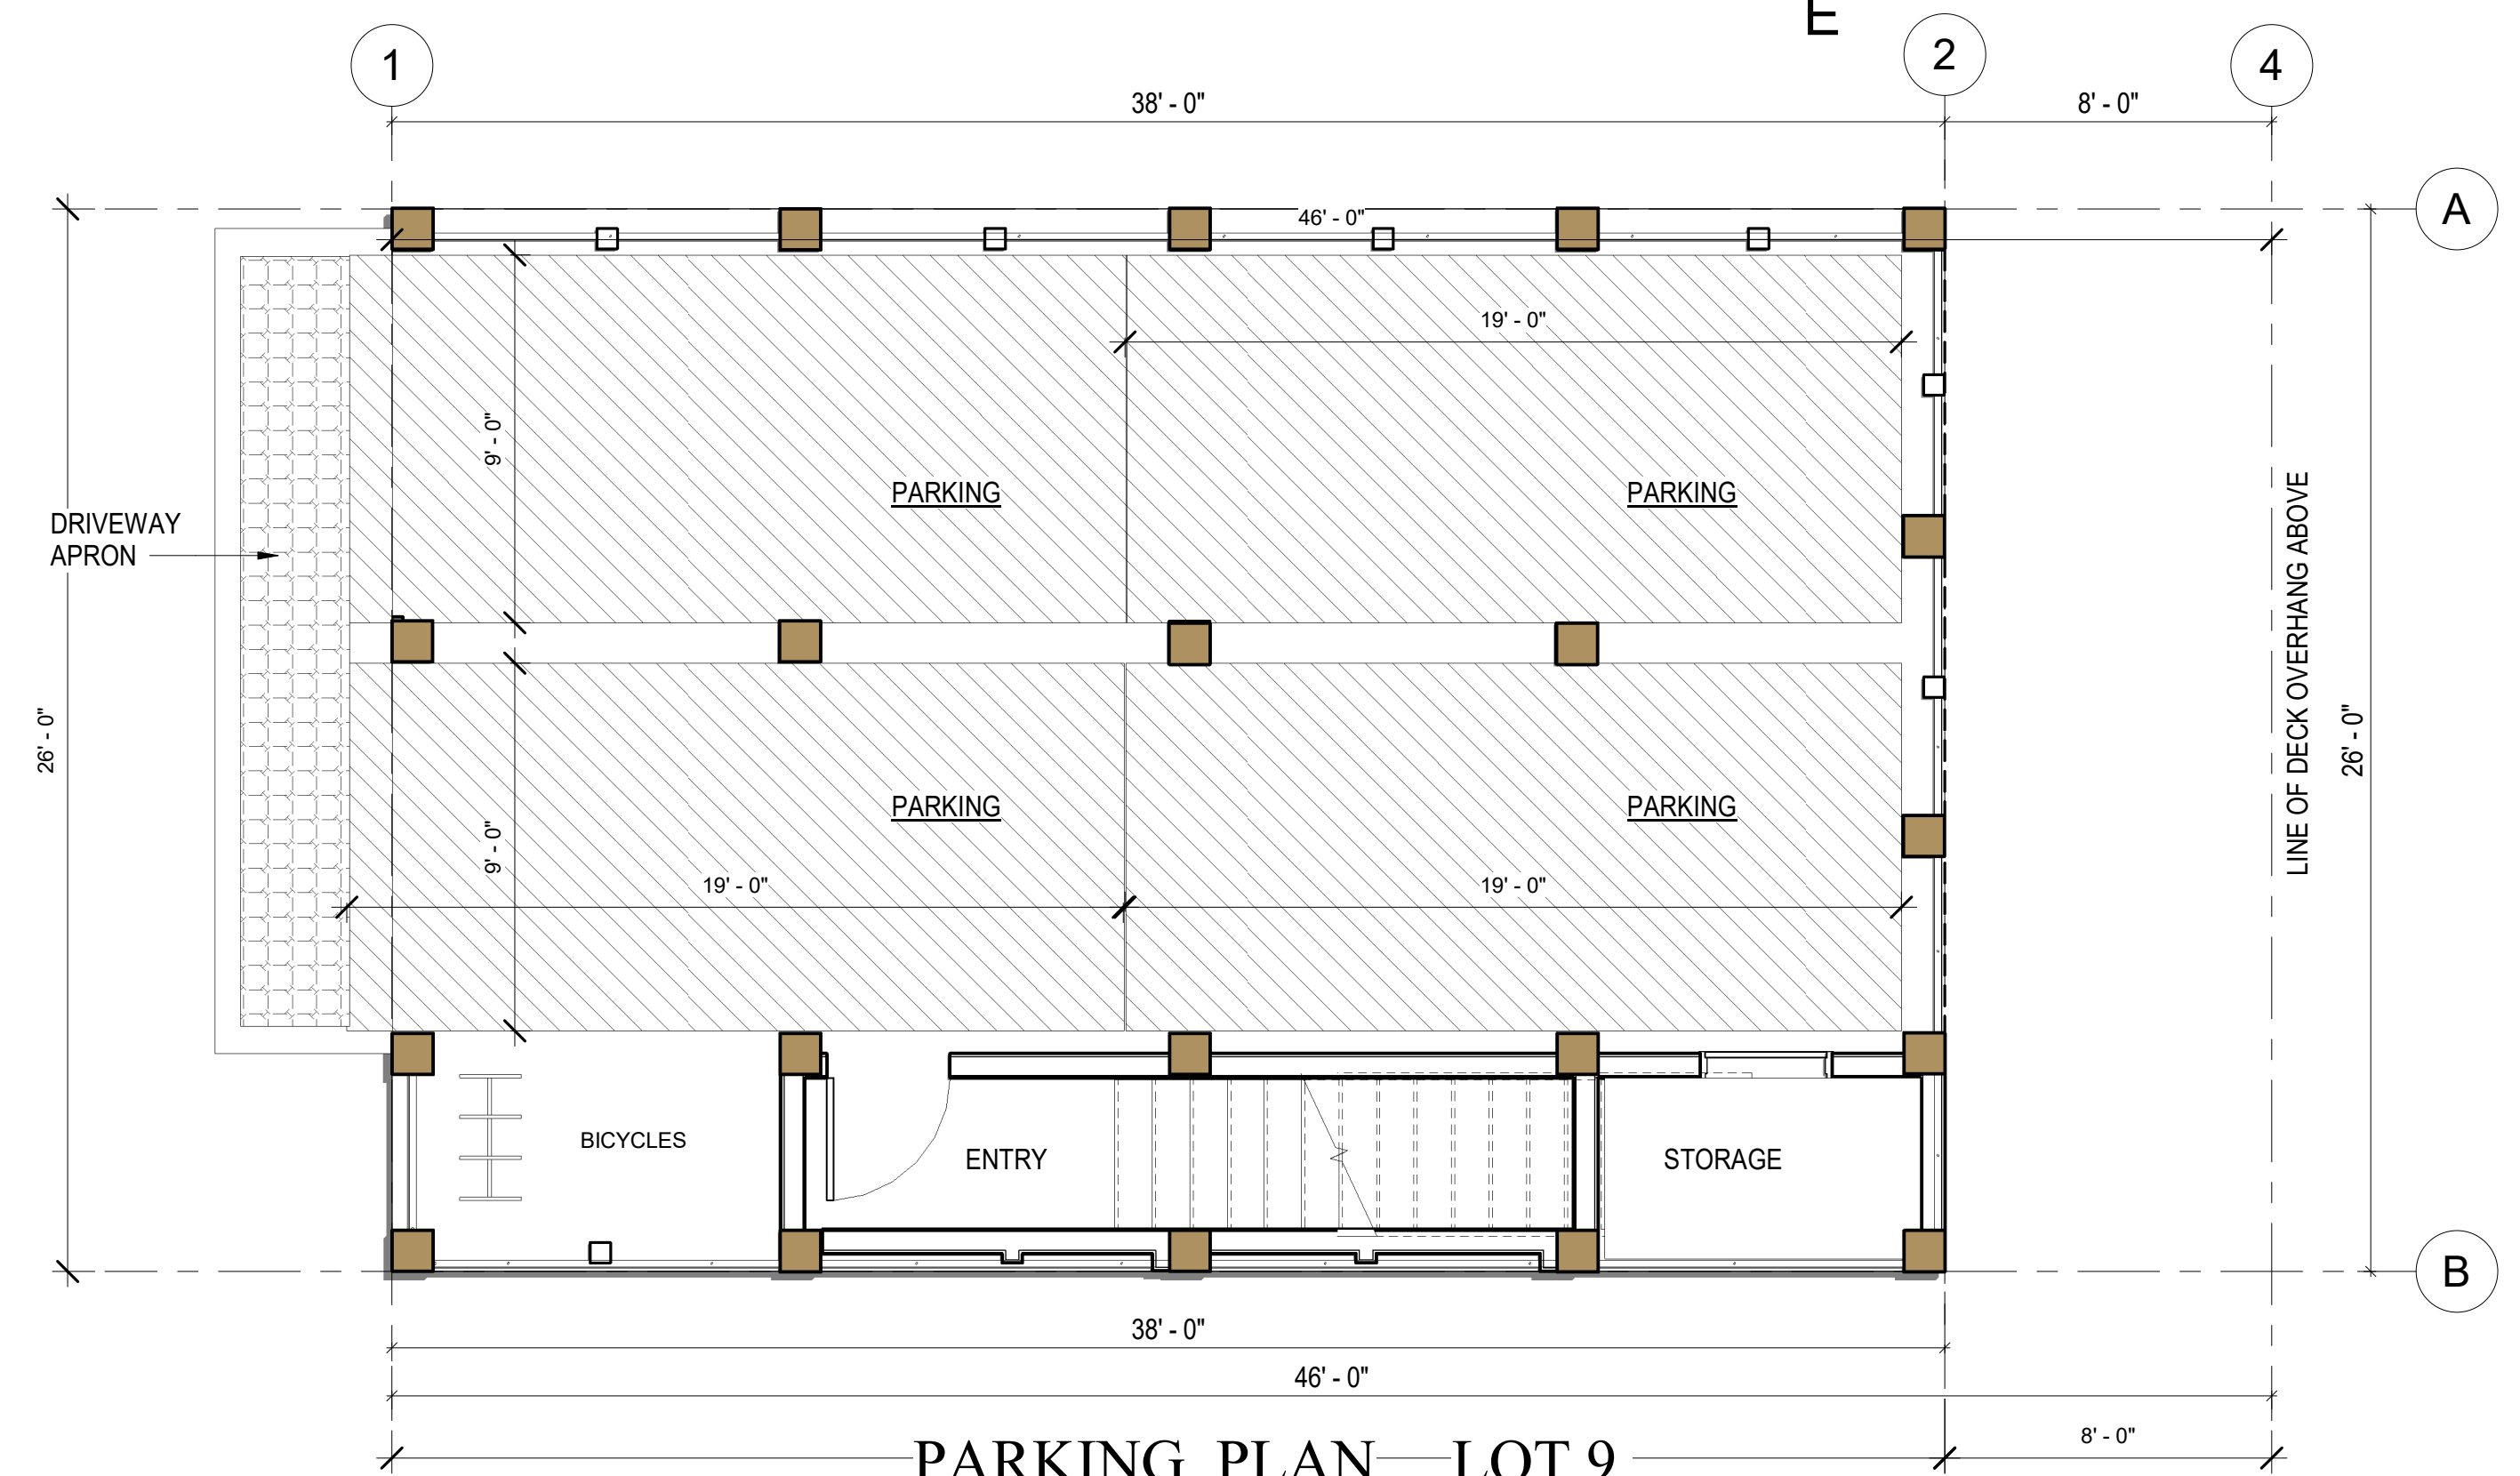 E
1
2
4
38' - 0"
8' - 0"
A
46' - 0"
19' - 0"
9' - 0"
PARKING
PARKING
DRIVEWAY
APRON
LINE OF DECK OVERHANG ABOVE
26' - 0"
26' - 0"
PARKING
PARKING
9' - 0"
19' - 0"
19' - 0"
BICYCLES
ENTRY
STORAGE
B
38' - 0"
46' - 0"
8' - 0"
PARKING PLAN LOT 9